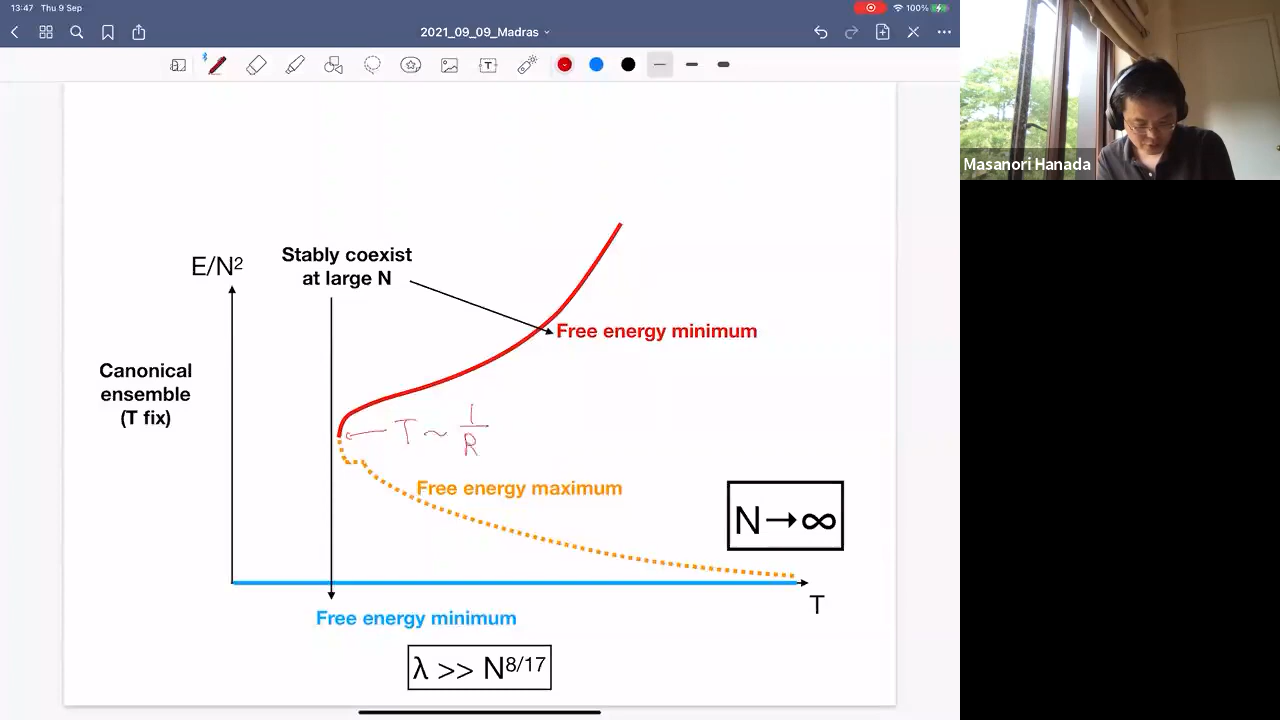 13:47 Thu 9 Sep
100%
2021_09_09_Madras
T
Masanori Hanada
E/N²
Stably coexist
at large N
Free energy minimum
Canonical
ensemble
(T fix)
T ~ 1/R
Free energy maximum
N→∞
T
Free energy minimum
λ >> N^8/17